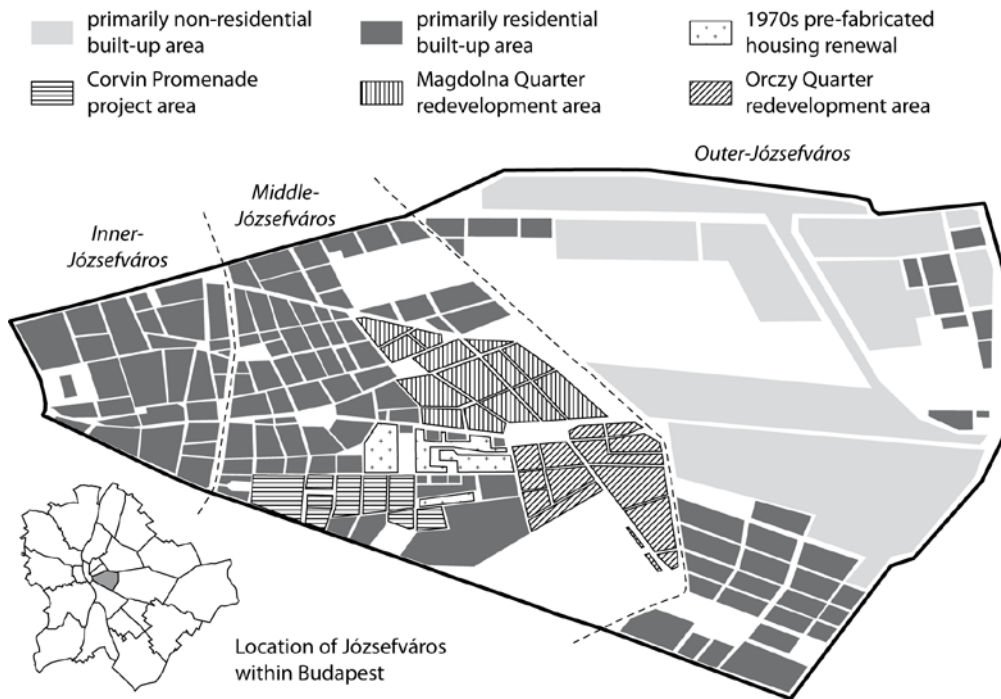 primarily non-residential
built-up area
primarily residential
built-up area
1970s pre-fabricated
housing renewal
Corvin Promenade
project area
Magdolna Quarter
redevelopment area
Orczy Quarter
redevelopment area
Outer-Józsefváros
Middle-
Józsefváros
Inner-
Józsefváros
Location of Józsefváros
within Budapest